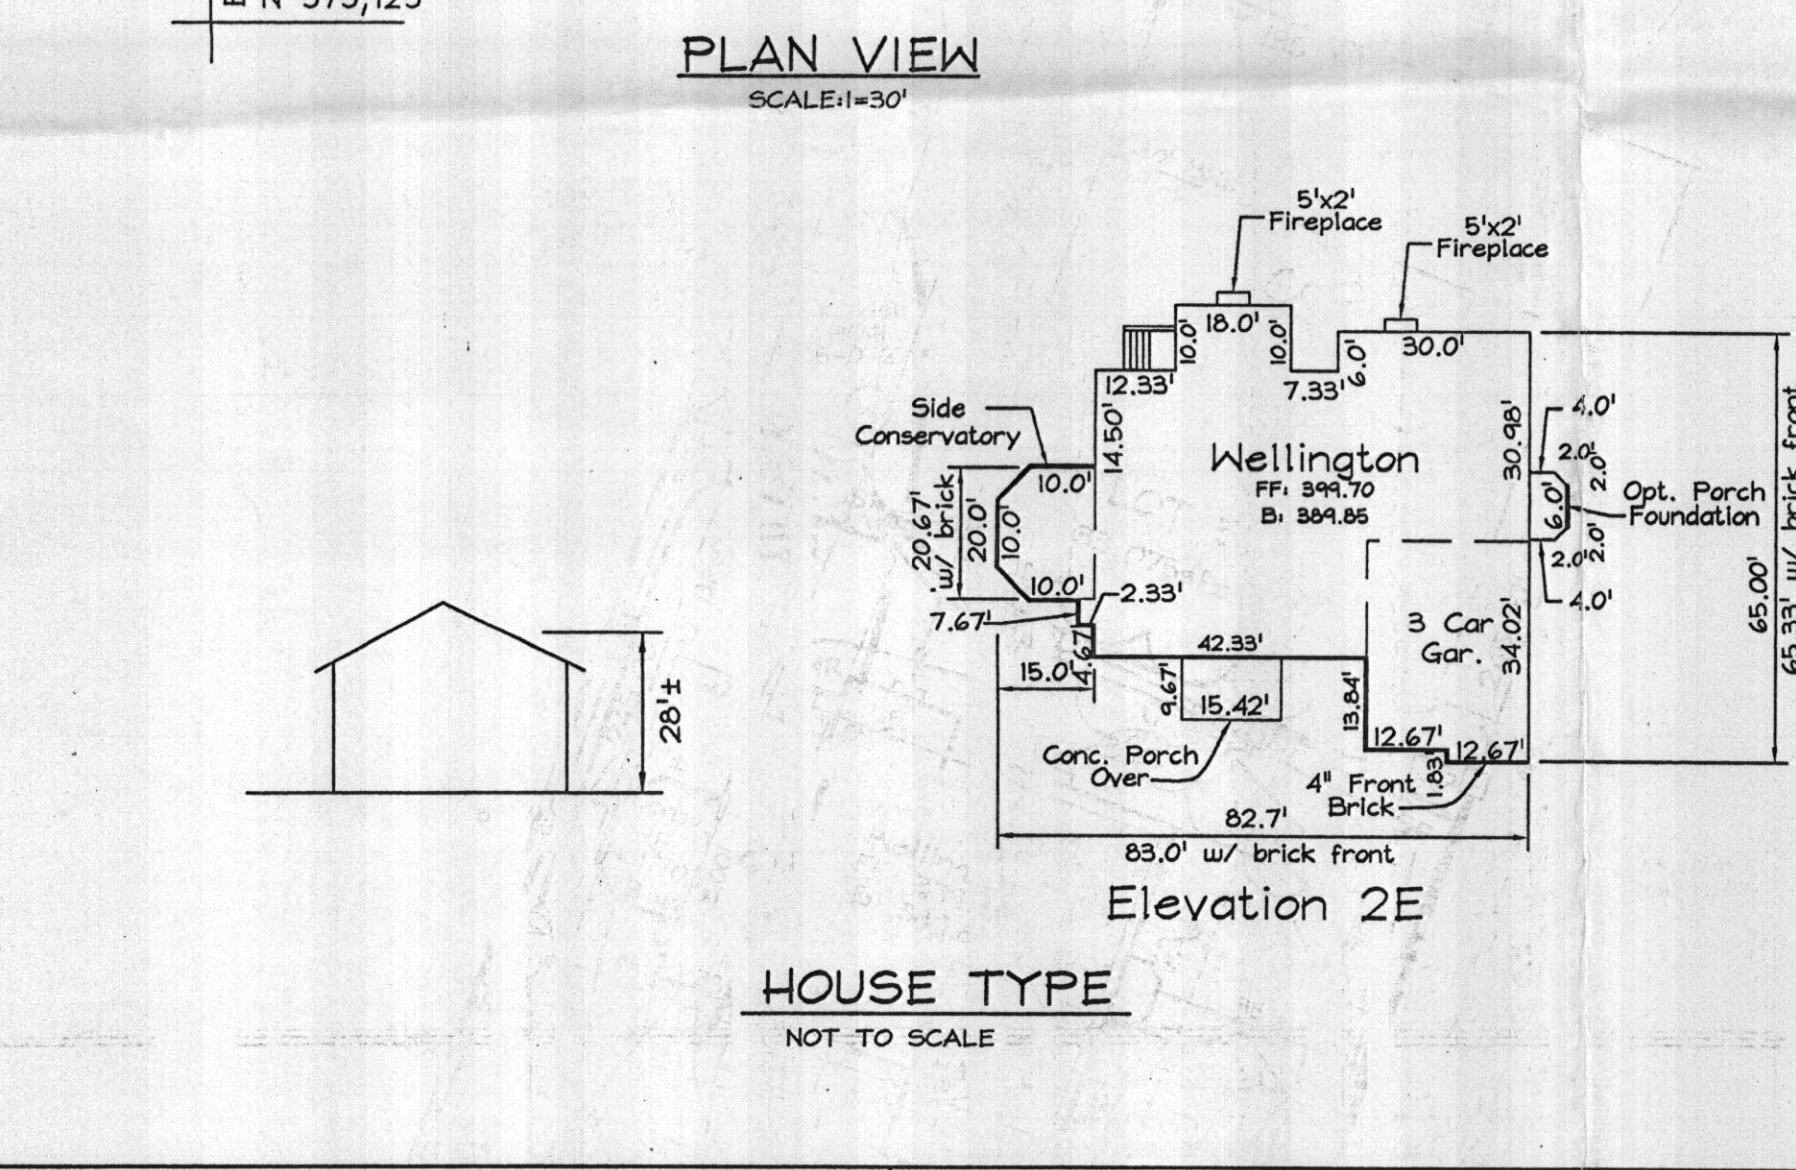 PLAN VIEW
SCALE:1=30'
5'x2'
Fireplace
5'x2'
Fireplace
18.0'
10.0'
10.0'
12.33'
7.33'
6.0'
30.0'
Side
Conservatory
14.50'
10.0'
20.67'
w/ brick
20.0'
10.0'
10.0'
Wellington
FF: 399.70
B: 389.85
30.98'
4.0'
2.0'
2.0'
6.0'
Opt. Porch
Foundation
2.0'
2.0'
4.0'
2.33'
7.67'
4.67'
15.0'
42.33'
9.67'
15.42'
3 Car
Gar.
34.02'
13.84'
12.67'
12.67'
1.83'
Conc. Porch
Over
4" Front
Brick
82.7'
83.0' w/ brick front
65.00'
65.33' w/ brick front
28'±
Elevation 2E
HOUSE TYPE
NOT TO SCALE